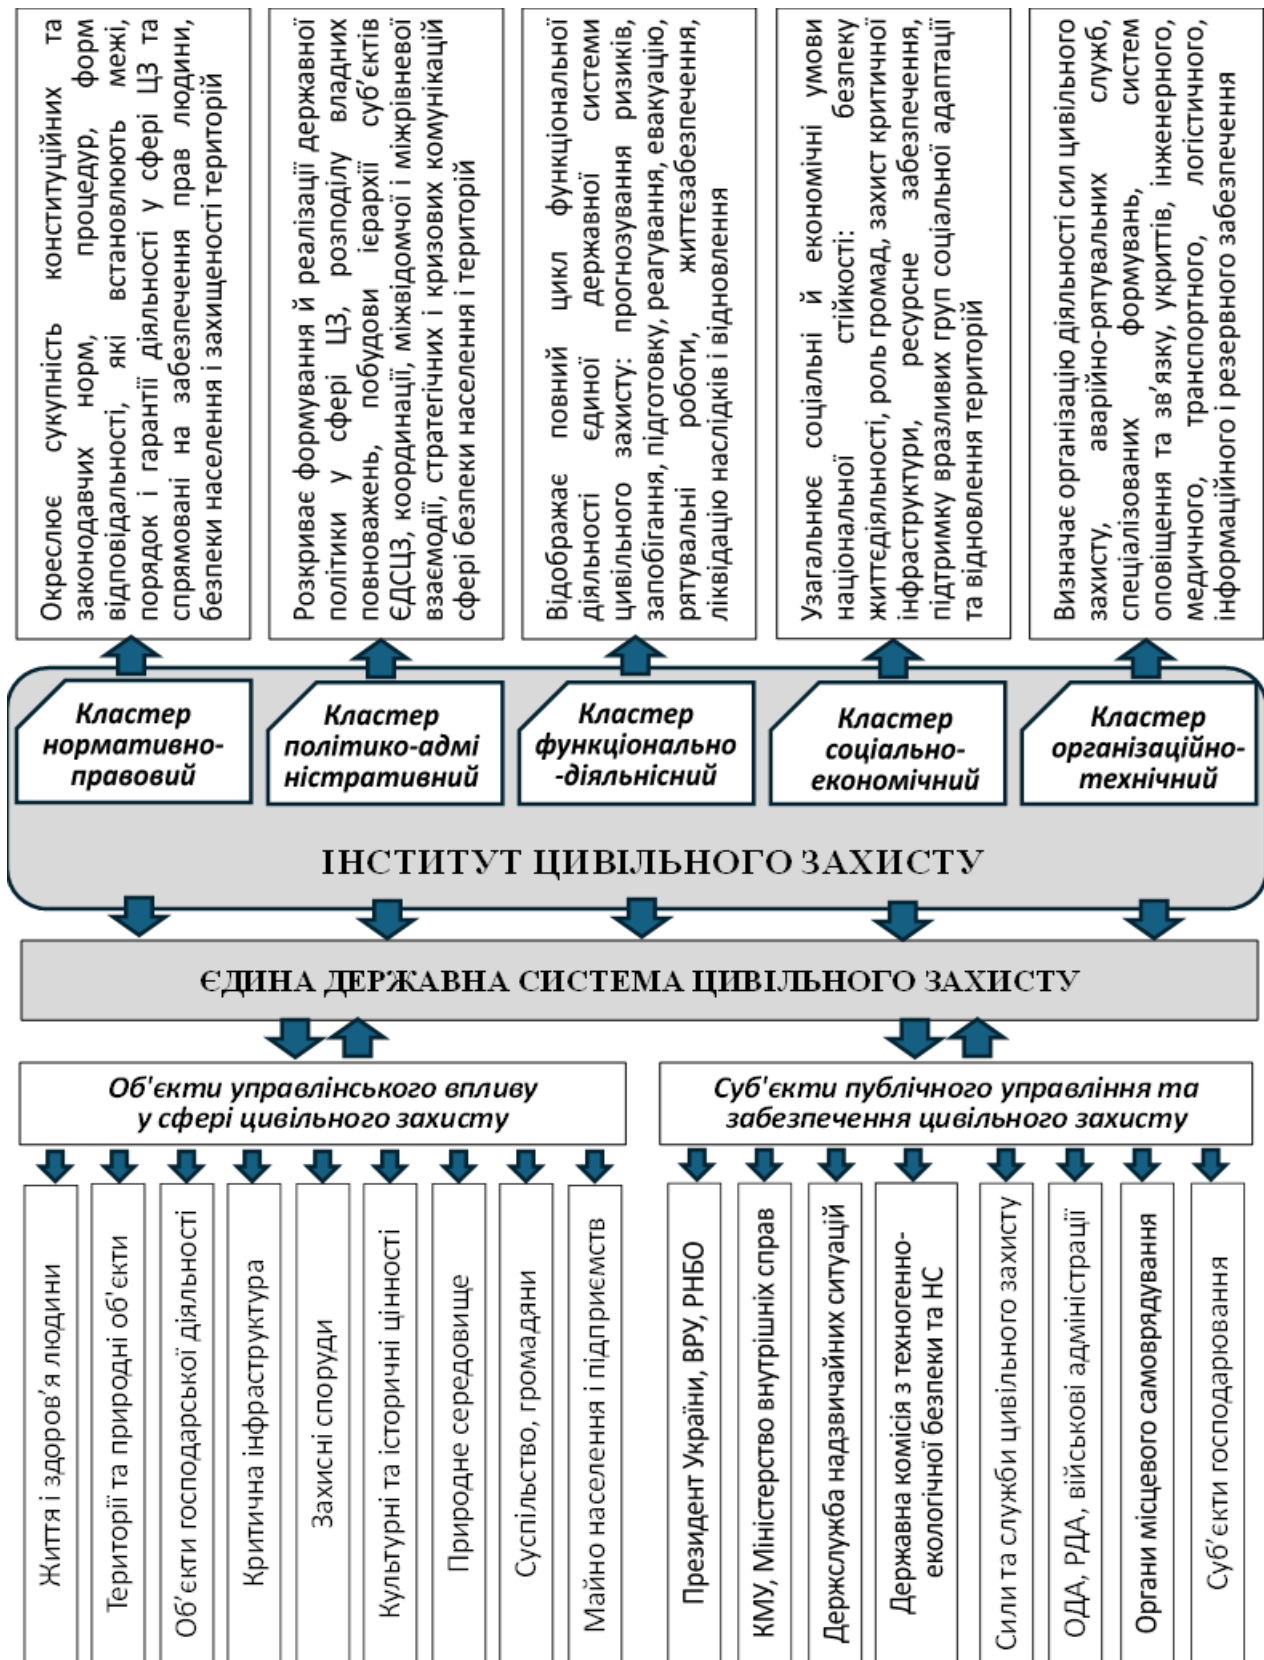 Окреслює сукупність конституційних та
законодавчих норм, процедур, форм
відповідальності, які встановлюють межі,
порядок і гарантії діяльності у сфері ЦЗ та
спрямовані на забезпечення прав людини,
безпеки населення і захищеності територій
Розкриває формування й реалізації державної
політики у сфері ЦЗ, розподілу владних
повноважень, побудови ієрархії суб’єктів
ЄДСЦЗ, координації, міжвідомчої і міжрівневої
взаємодії, стратегічних і кризових комунікацій
сфері безпеки населення і територій
Відображає повний цикл функціональної
діяльності єдиної державної системи
цивільного захисту: прогнозування ризиків,
запобігання, підготовку, реагування, евакуацію,
рятувальні роботи, життєзабезпечення,
ліквідацію наслідків і відновлення
Узагальнює соціальні й економічні умови
національної стійкості: безпеку
життєдіяльності, роль громад, захист критичної
інфраструктури, ресурсне забезпечення,
підтримку вразливих груп соціальної адаптації
та відновлення територій
Визначає організацію діяльності сил цивільного
захисту, аварійно-рятувальних служб,
спеціалізованих формувань, систем
оповіщення та зв’язку, укриттів, інженерного,
медичного, транспортного, логістичного,
інформаційного і резервного забезпечення
Кластер
нормативно-
правовий
Кластер
політико-адмі
ністративний
Кластер
функціонально
-діяльнісний
Кластер
соціально-
економічний
Кластер
організаційно-
технічний
ІНСТИТУТ ЦИВІЛЬНОГО ЗАХИСТУ
ЄДИНА ДЕРЖАВНА СИСТЕМА ЦИВІЛЬНОГО ЗАХИСТУ
Об'єкти управлінського впливу
у сфері цивільного захисту
Суб'єкти публічного управління та
забезпечення цивільного захисту
Життя і здоров’я людини
Території та природні об’єкти
Об’єкти господарської діяльності
Критична інфраструктура
Захисні споруди
Культурні та історичні цінності
Природне середовище
Суспільство, громадяни
Майно населення і підприємств
Президент України, ВРУ, РНБО
КМУ, Міністерство внутрішніх справ
Держслужба надзвичайних ситуацій
Державна комісія з техногенно-
екологічної безпеки та НС
Сили та служби цивільного захисту
ОДА, РДА, військові адміністрації
Органи місцевого самоврядування
Суб’єкти господарювання